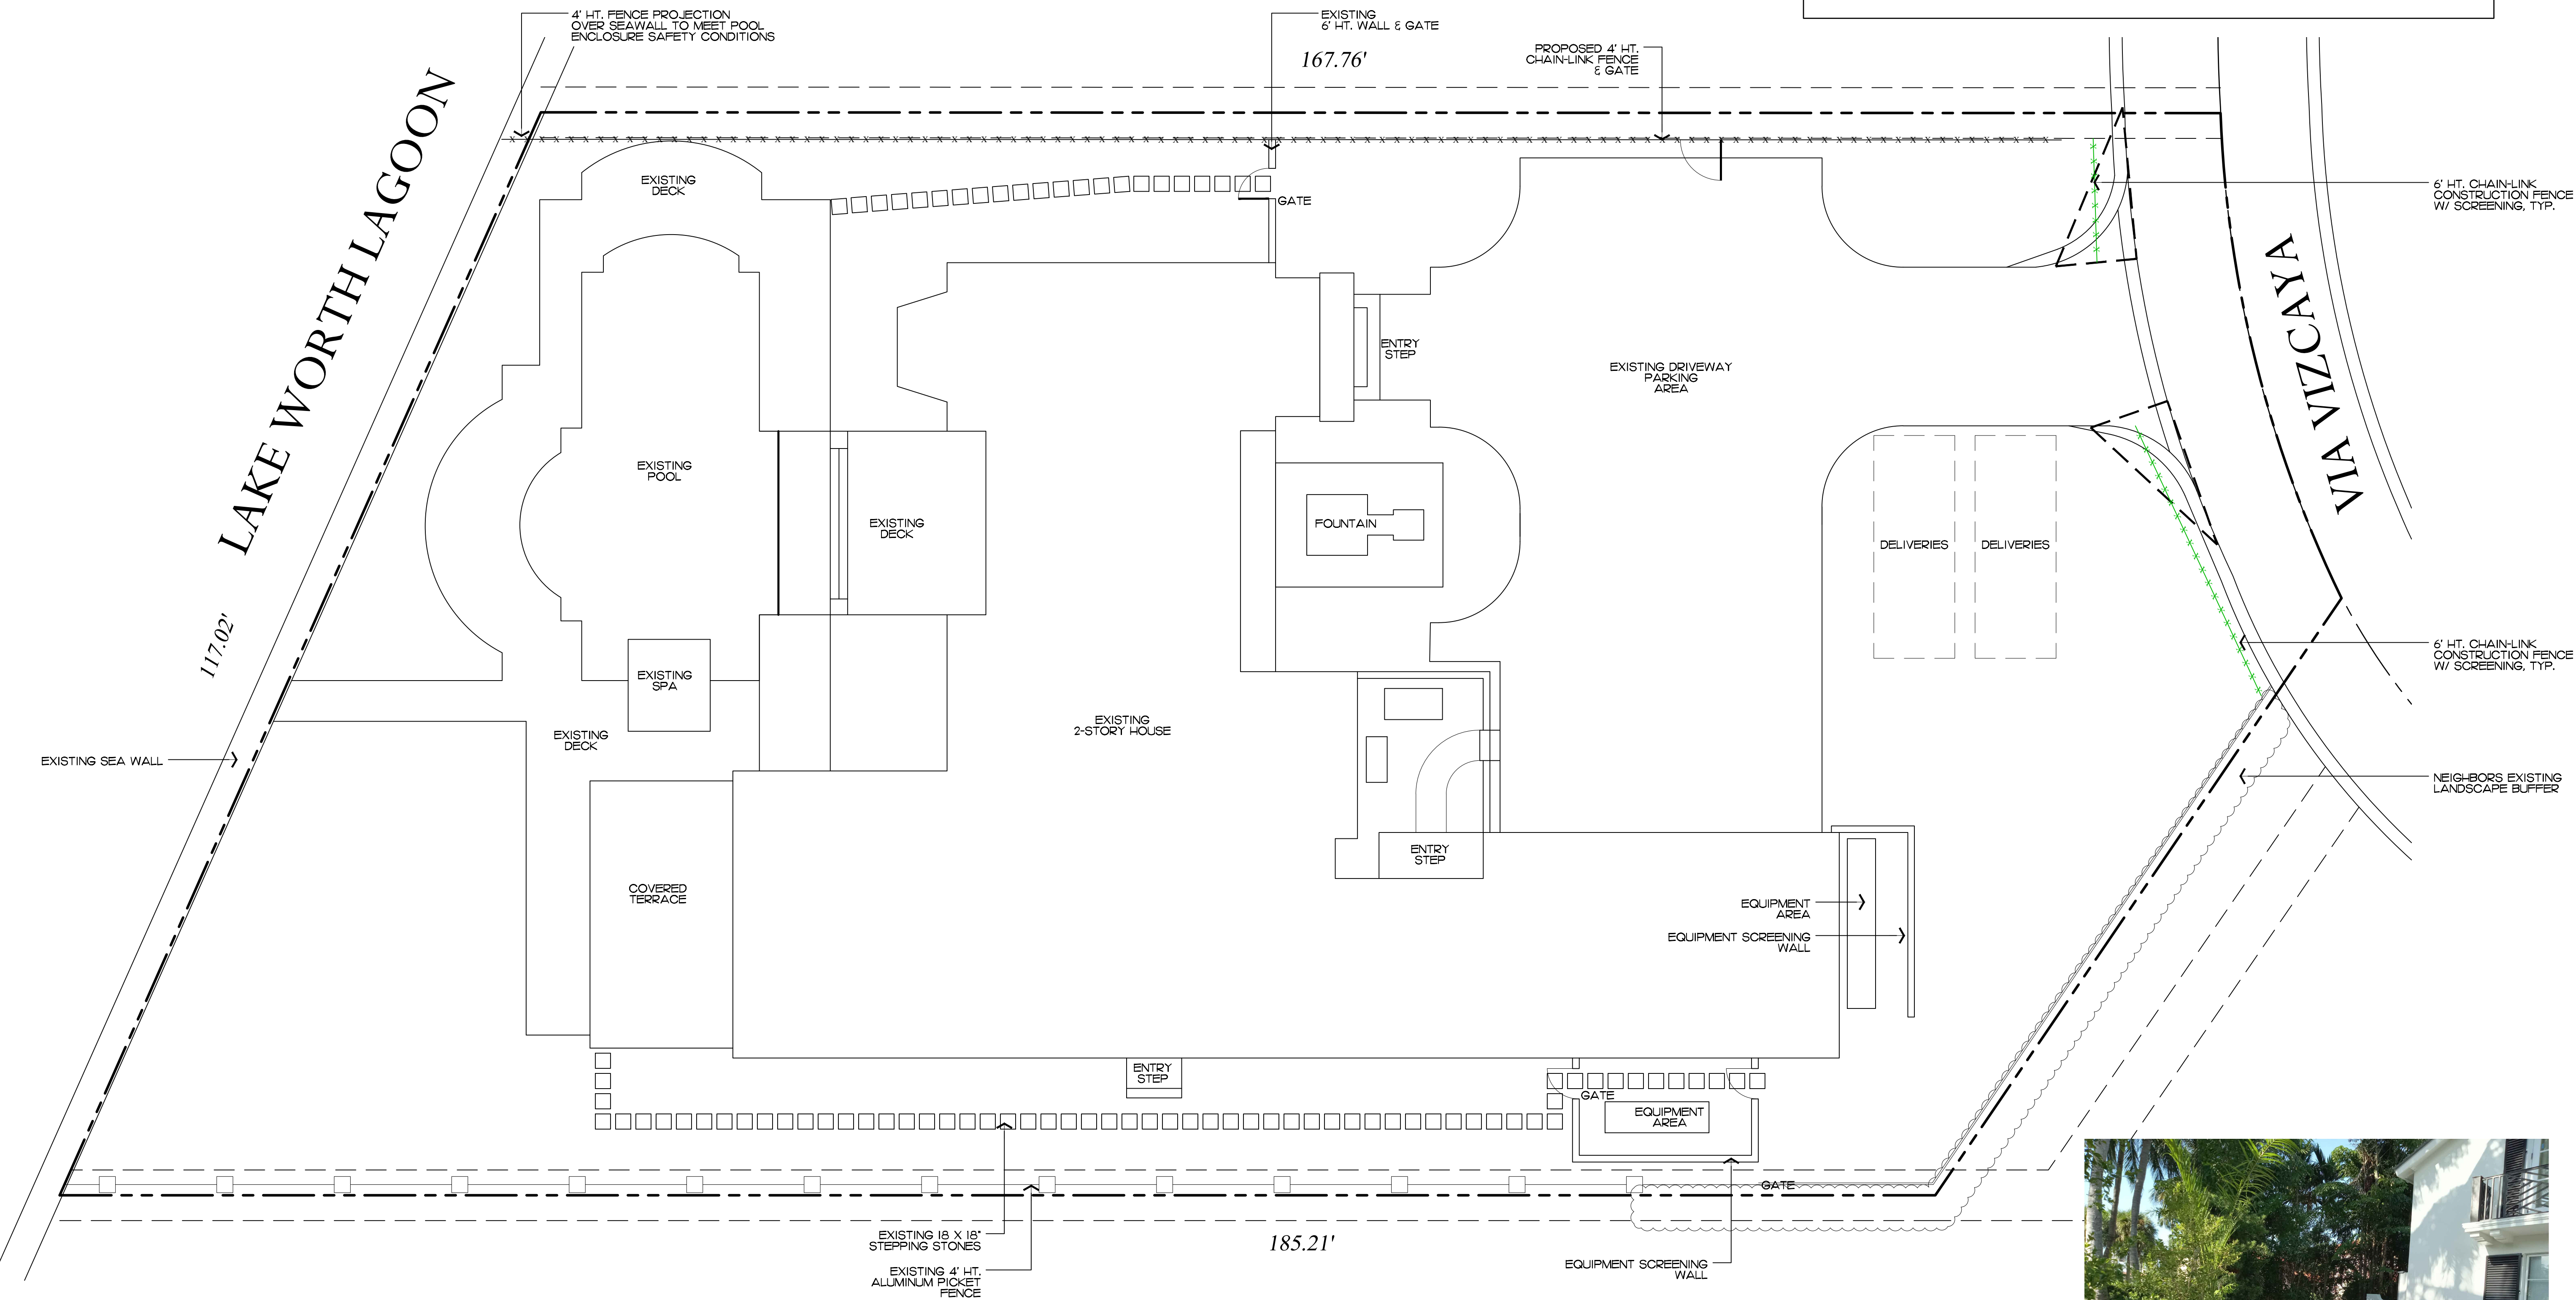 4' HT. FENCE PROJECTION
OVER SEAWALL TO MEET POOL
ENCLOSURE SAFETY CONDITIONS
EXISTING
6' HT. WALL & GATE
167.76'
PROPOSED 4' HT.
CHAIN-LINK FENCE
& GATE
LAKE WORTH LAGOON
EXISTING
DECK
GATE
6' HT. CHAIN-LINK
CONSTRUCTION FENCE
W/ SCREENING, TYP.
VIA VIZCAYA
ENTRY
STEP
EXISTING DRIVEWAY
PARKING
AREA
EXISTING
POOL
EXISTING
DECK
FOUNTAIN
DELIVERIES
DELIVERIES
117.02'
EXISTING
SPA
6' HT. CHAIN-LINK
CONSTRUCTION FENCE
W/ SCREENING, TYP.
EXISTING
DECK
EXISTING
2-STORY HOUSE
EXISTING SEA WALL
NEIGHBORS EXISTING
LANDSCAPE BUFFER
ENTRY
STEP
COVERED
TERRACE
EQUIPMENT
AREA
EQUIPMENT SCREENING
WALL
ENTRY
STEP
GATE
EQUIPMENT
AREA
GATE
EXISTING 18 X 18"
STEPPING STONES
185.21'
EXISTING 4' HT.
ALUMINUM PICKET
FENCE
EQUIPMENT SCREENING
WALL